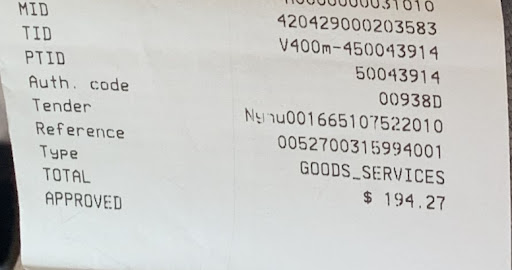 MID 420429000203583
TID V400m-450043914
PTID 50043914
Auth. code 00938D
Tender 001665107522010
Reference 0052700315994001
Type GOODS_SERVICES
TOTAL $ 194.27
APPROVED